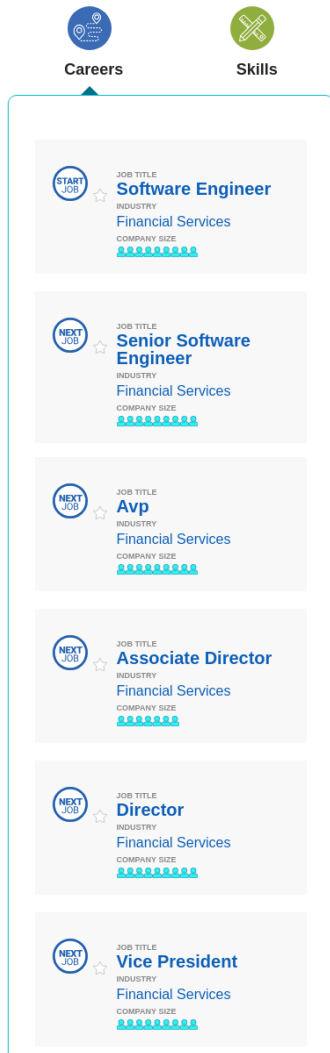 Careers
Skills
START
JOB
JOB TITLE
Software Engineer
INDUSTRY
Financial Services
COMPANY SIZE
NEXT
JOB
JOB TITLE
Senior Software
Engineer
INDUSTRY
Financial Services
COMPANY SIZE
NEXT
JOB
JOB TITLE
Avp
INDUSTRY
Financial Services
COMPANY SIZE
NEXT
JOB
JOB TITLE
Associate Director
INDUSTRY
Financial Services
COMPANY SIZE
NEXT
JOB
JOB TITLE
Director
INDUSTRY
Financial Services
COMPANY SIZE
NEXT
JOB
JOB TITLE
Vice President
INDUSTRY
Financial Services
COMPANY SIZE